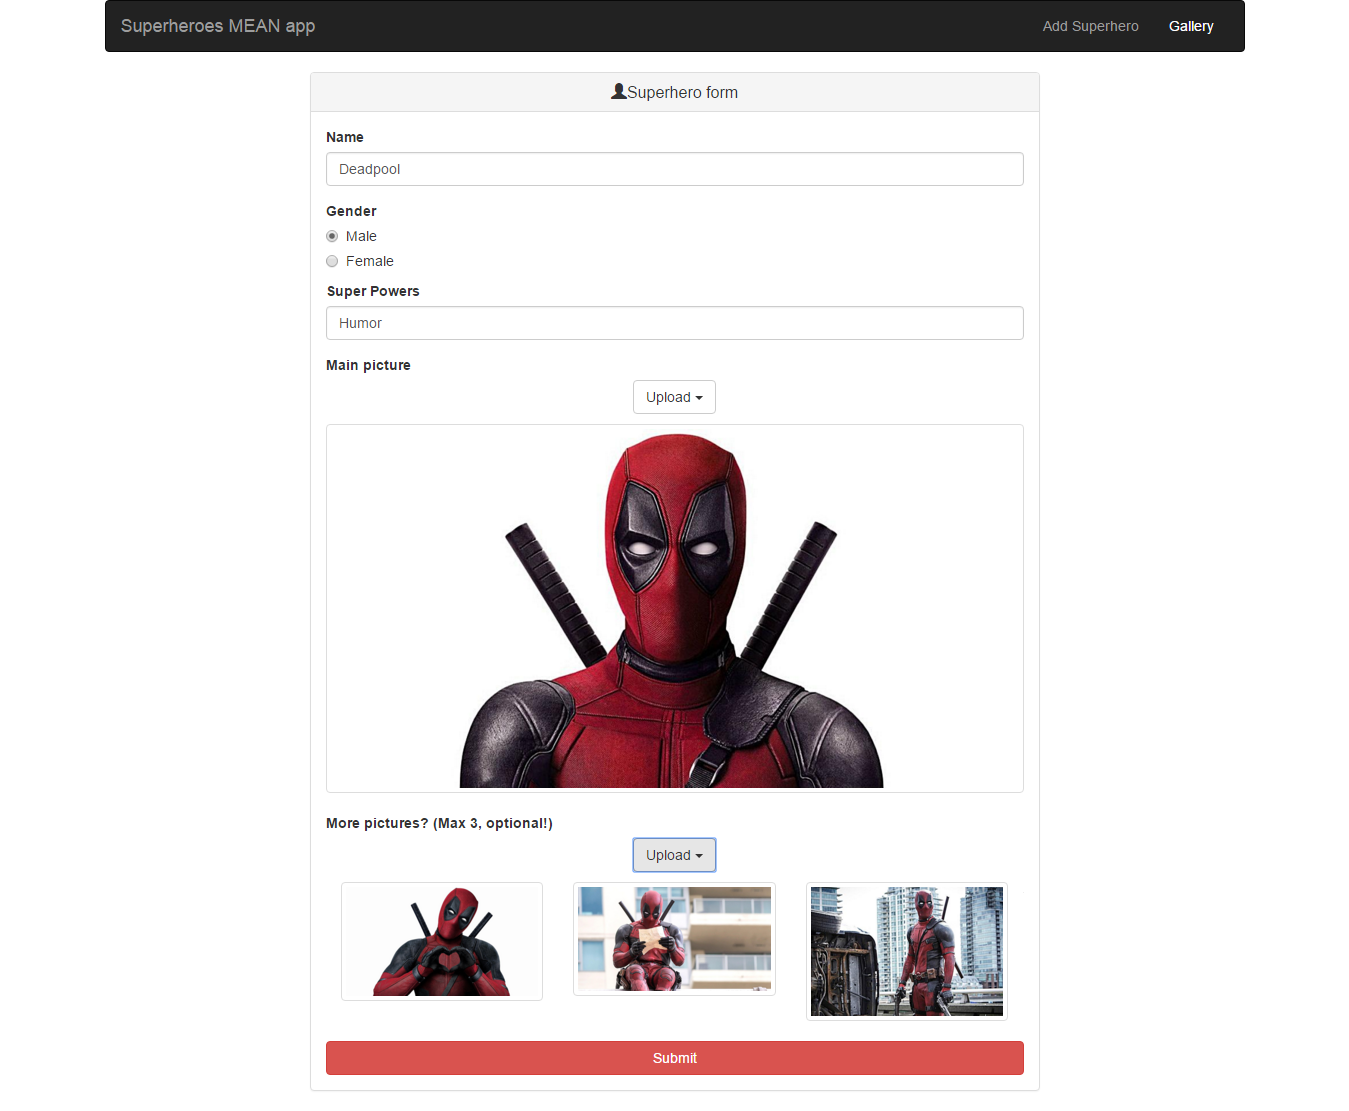 Superheroes MEAN app
Add Superhero Gallery
Superhero form
Name
Deadpool
Gender
Male
Female
Super Powers
Humor
Main picture
Upload
More pictures? (Max 3, optional!)
Upload
Submit